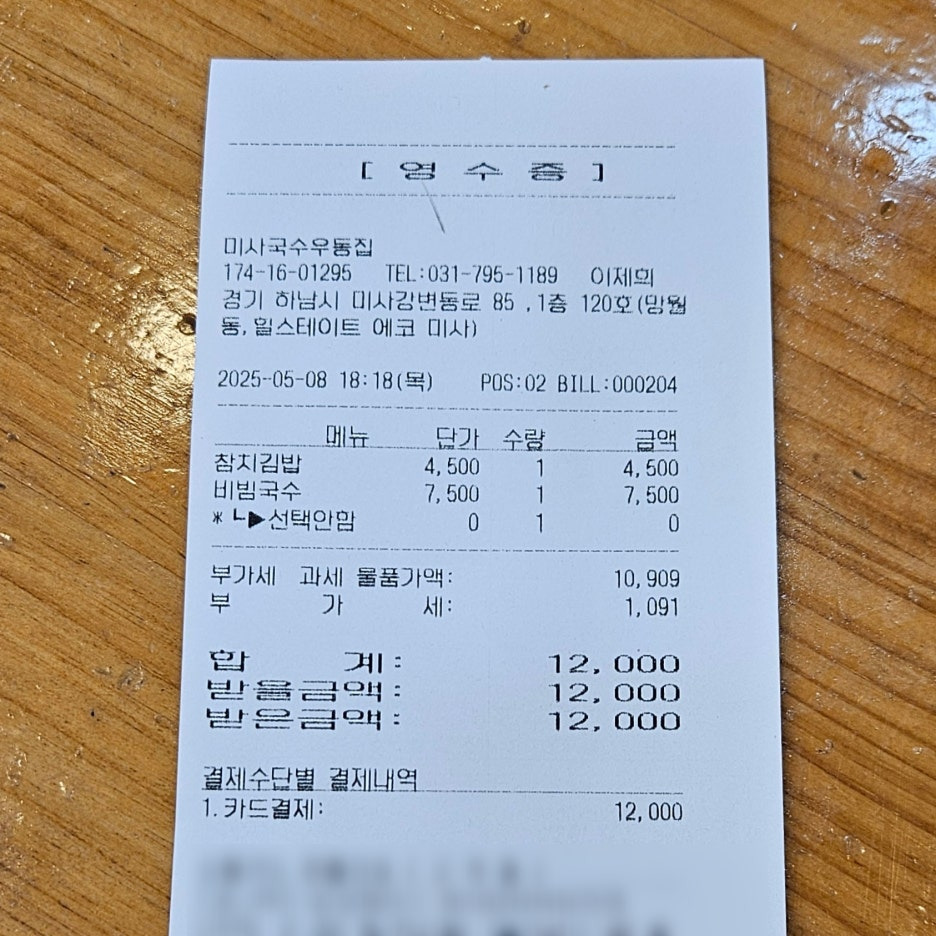 [ 영 수 증 ]
미사국수우동집
174-16-01295 TEL:031-795-1189 이제희
경기 하남시 미사강변동로 85 ,1층 120호(망월
동,힐스테이트 에코 미사)
2025-05-08 18:18(목) POS:02 BILL:000204
메뉴 단가 수량 금액
참치김밥 4,500 1 4,500
비빔국수 7,500 1 7,500
* ┗▶선택안함 0 1 0
부가세 과세 물품가액: 10,909
부 가 세: 1,091
합 계: 12,000
받을금액: 12,000
받은금액: 12,000
결제수단별 결제내역
1.카드결제: 12,000